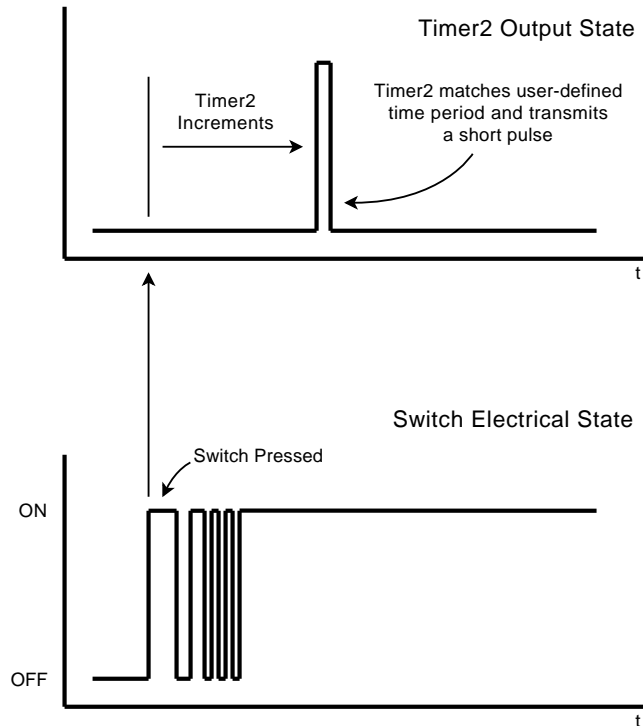 Timer2 Output State
Timer2
Increments
Timer2 matches user-defined
time period and transmits
a short pulse
t
Switch Electrical State
Switch Pressed
ON
OFF
t